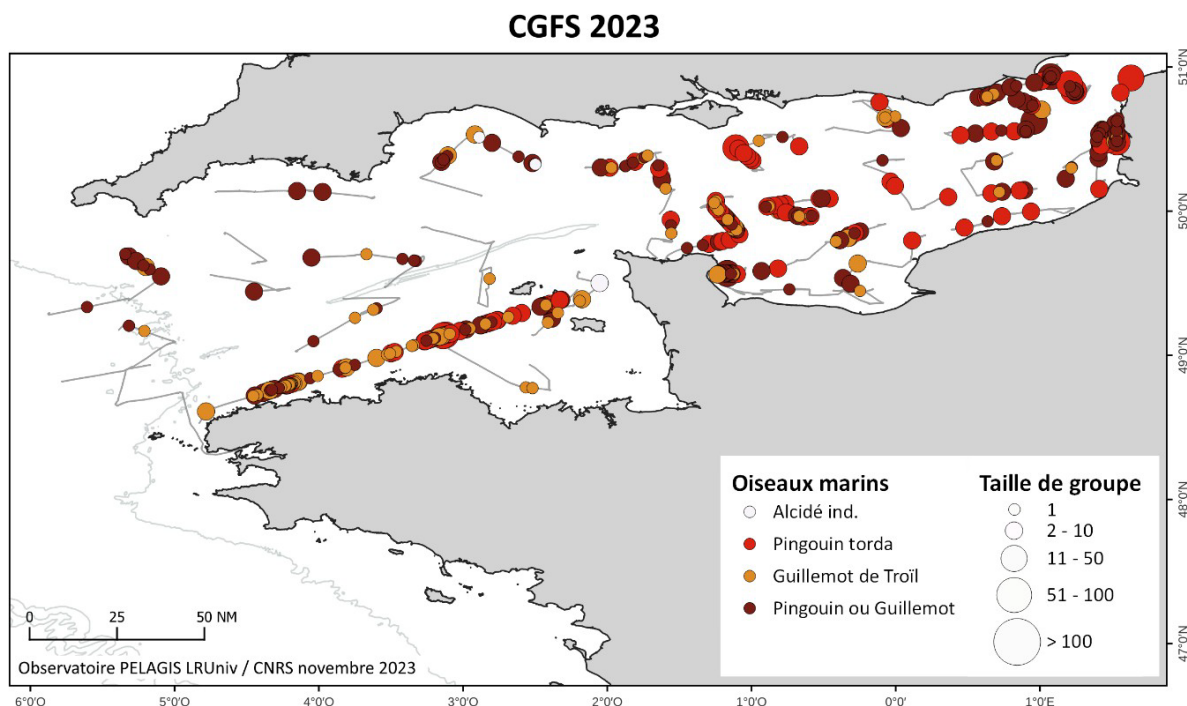 CGFS 2023
51°0'N
50°0'N
49°0'N
48°0'N
47°0'N
Oiseaux marins
Alcidé ind.
Pingouin torda
Guillemot de Troïl
Pingouin ou Guillemot
Taille de groupe
1
2 - 10
11 - 50
51 - 100
> 100
0 25 50 NM
Observatoire PELAGIS LRUniv / CNRS novembre 2023
6°0'O 5°0'O 4°0'O 3°0'O 2°0'O 1°0'O 0°0' 1°0'E